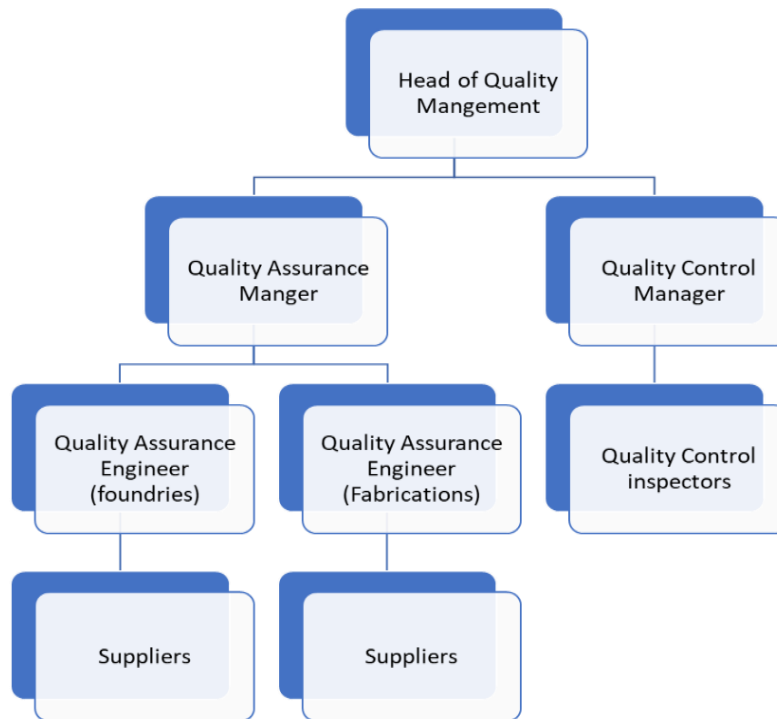 Head of Quality
Mangement
Quality Assurance
Manger
Quality Control
Manager
Quality Assurance
Engineer
(foundries)
Quality Assurance
Engineer
(Fabrications)
Quality Control
inspectors
Suppliers
Suppliers